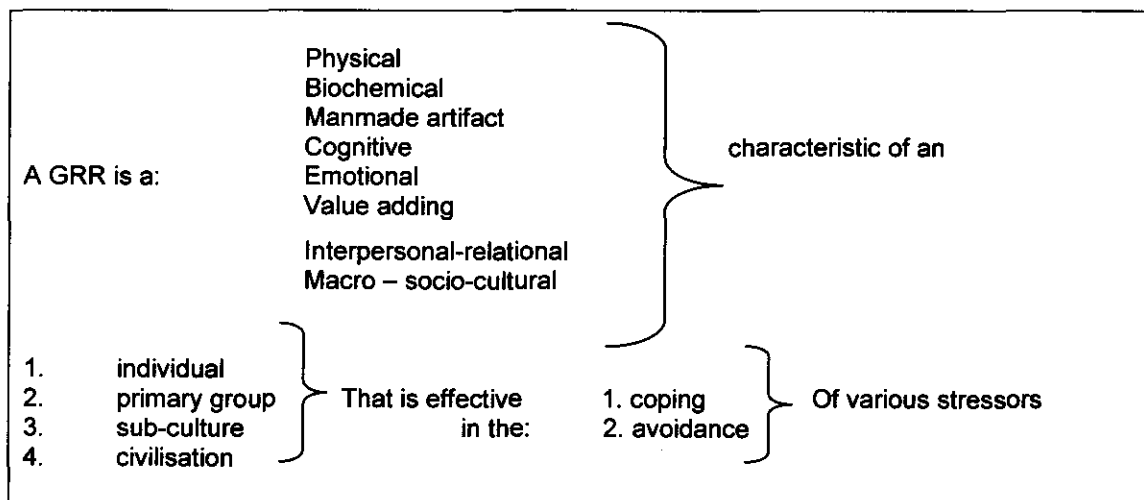 Physical
Biochemical
Manmade artifact
Cognitive
characteristic of an
A GRR is a:
Emotional
Value adding
Interpersonal-relational
Macro – socio-cultural
1. individual
2. primary group
3. sub-culture
4. civilisation
That is effective
in the:
1. coping
2. avoidance
Of various stressors